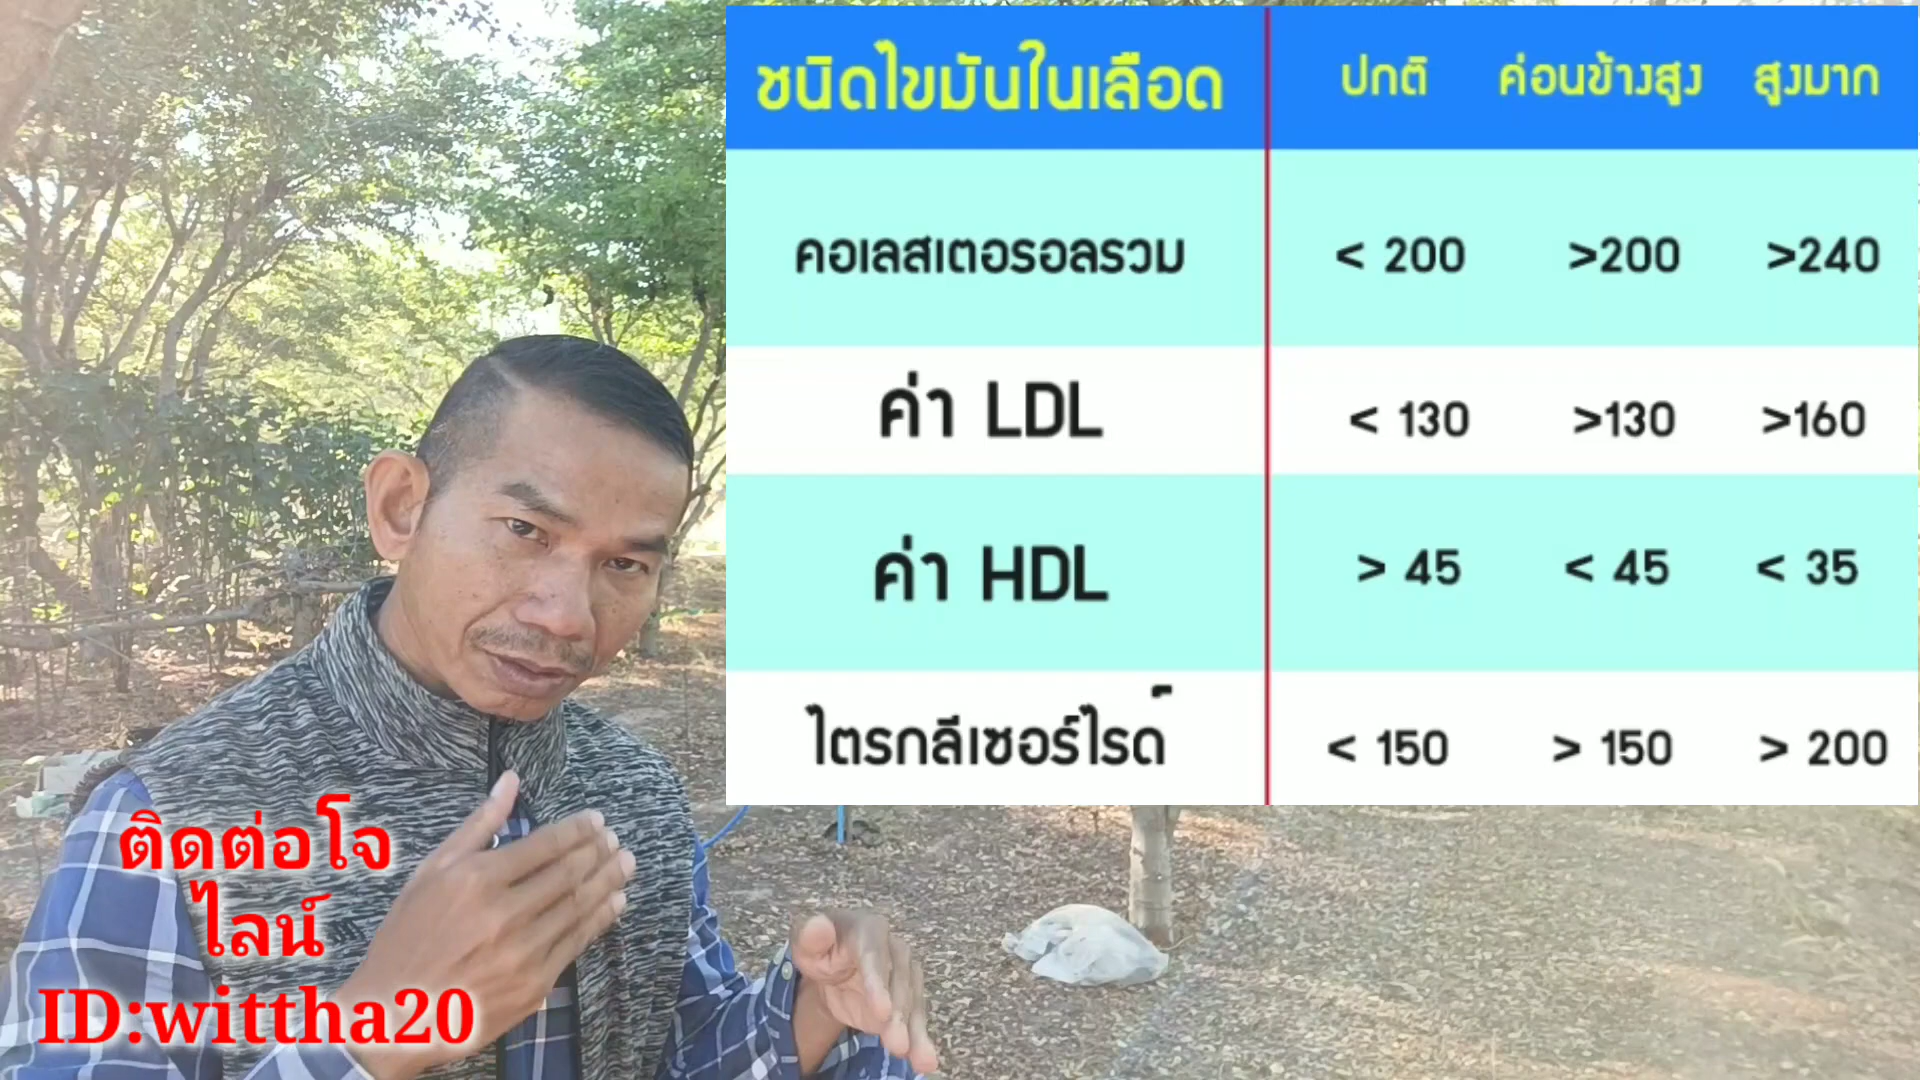 ชนิดไขมันในเลือด ปกติ ค่อนข้างสูง สูงมาก
คอเลสเตอรอลรวม < 200 >200 >240
ค่า LDL < 130 >130 >160
ค่า HDL > 45 < 45 < 35
ไตรกลีเซอร์ไรด์ < 150 > 150 > 200
ติดต่อโจ
ไลน์
ID:wittha20